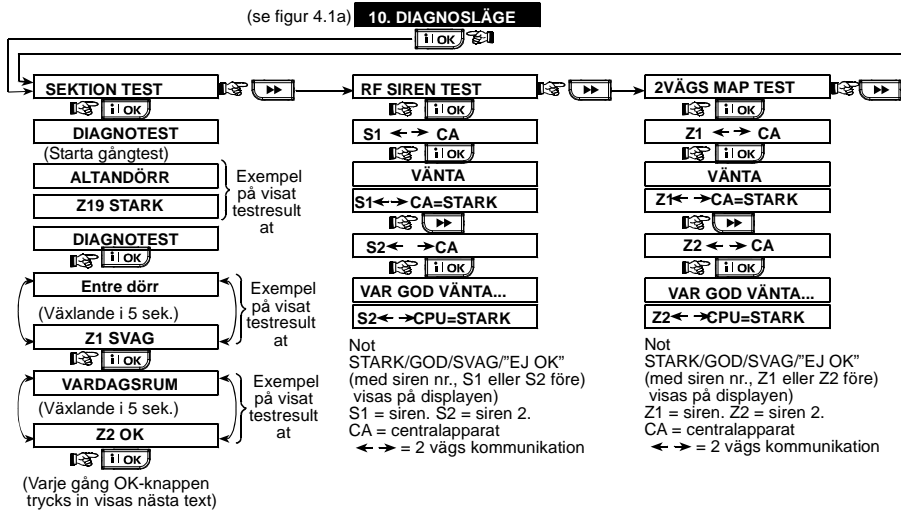 (se figur 4.1a) 10. DIAGNOSLÄGE
i OK
SEKTION TEST
i OK
DIAGNOTEST
(Starta gångtest)
ALTANDÖRR
Z19 STARK
Exempel
på visat
testresult
at
DIAGNOTEST
i OK
Entre dörr
(Växlande i 5 sek.)
Z1 SVAG
Exempel
på visat
testresult
at
i OK
VARDAGSRUM
(Växlande i 5 sek.)
Z2 OK
Exempel
på visat
testresult
at
i OK
(Varje gång OK-knappen
trycks in visas nästa text)
RF SIREN TEST
i OK
S1 ←→ CA
i OK
VÄNTA
S1←→CA=STARK
S2← →CA
i OK
VAR GOD VÄNTA...
S2← →CPU=STARK
Not
STARK/GOD/SVAG/"EJ OK"
(med siren nr., S1 eller S2 före)
visas på displayen)
S1 = siren. S2 = siren 2.
CA = centralapparat
←→ = 2 vägs kommunikation
2VÄGS MAP TEST
i OK
Z1 ←→ CA
i OK
VÄNTA
Z1←→CA=STARK
Z2 ←→ CA
i OK
VAR GOD VÄNTA...
Z2← →CPU=STARK
Not
STARK/GOD/SVAG/"EJ OK"
(med siren nr., Z1 eller Z2 före)
visas på displayen)
Z1 = siren. Z2 = siren 2.
CA = centralapparat
←→ = 2 vägs kommunikation